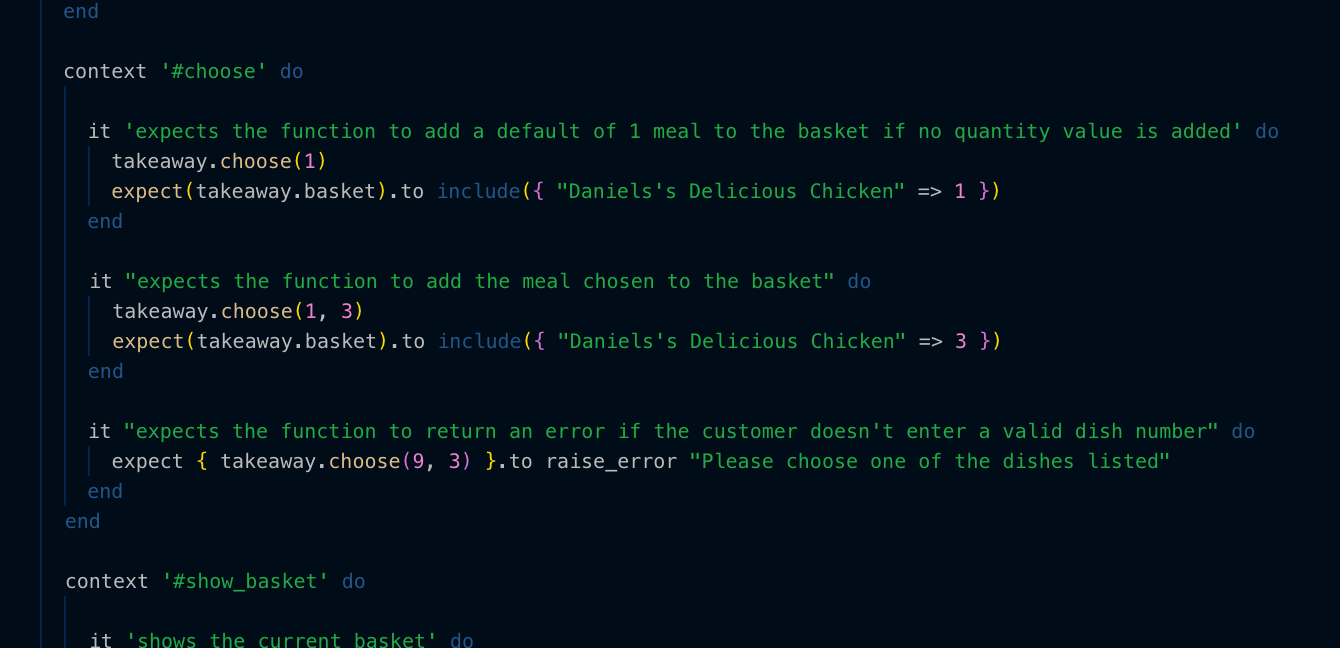 end
context '#choose' do
it 'expects the function to add a default of 1 meal to the basket if no quantity value is added' do
takeaway.choose(1)
expect(takeaway.basket).to include({ "Daniels's Delicious Chicken" => 1 })
end
it "expects the function to add the meal chosen to the basket" do
takeaway.choose(1, 3)
expect(takeaway.basket).to include({ "Daniels's Delicious Chicken" => 3 })
end
it "expects the function to return an error if the customer doesn't enter a valid dish number" do
expect { takeaway.choose(9, 3) }.to raise_error "Please choose one of the dishes listed"
end
end
context '#show_basket' do
it 'shows the current basket' do